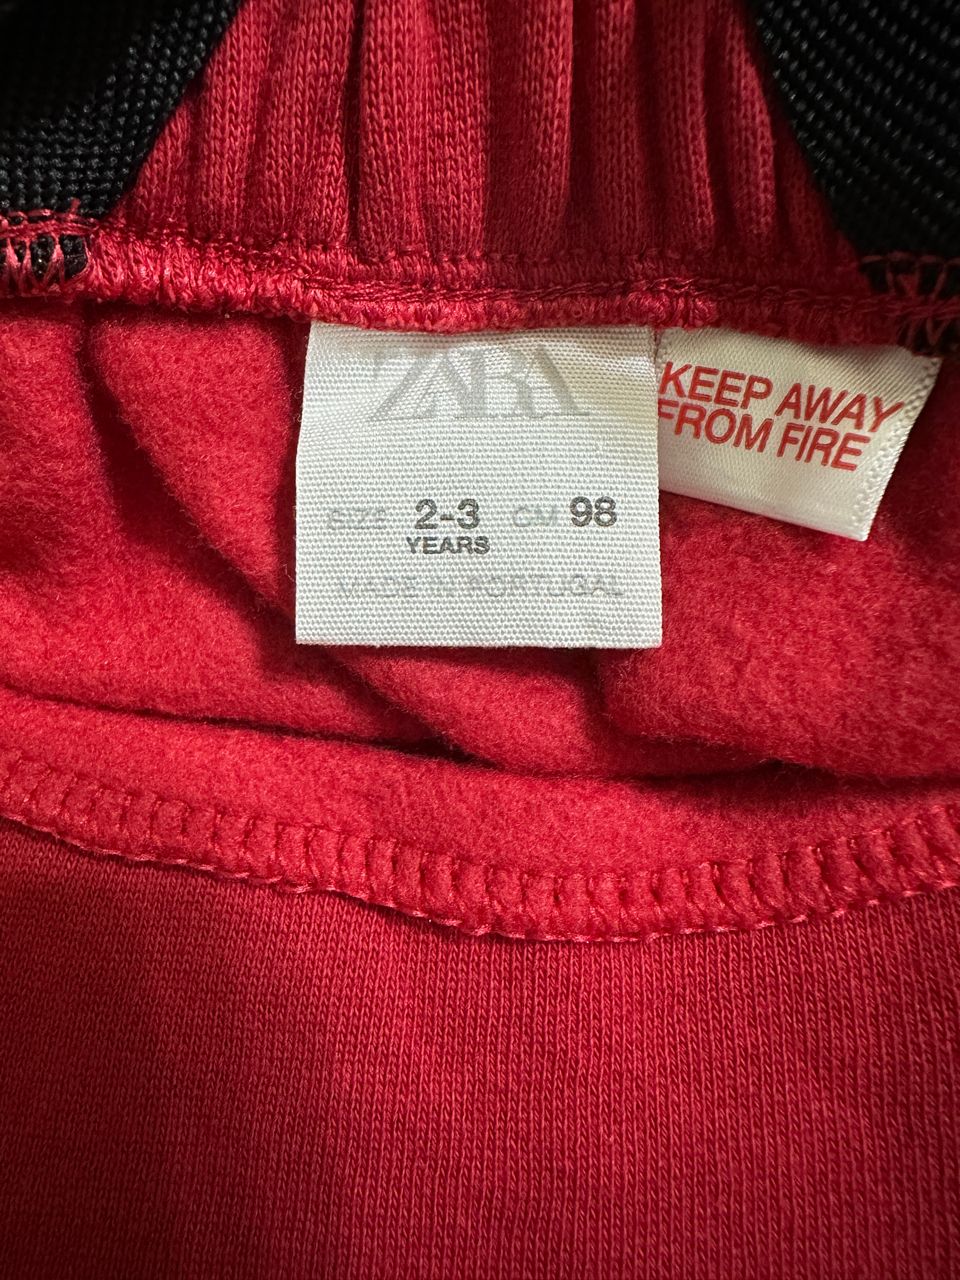 ZARA
SIZE 2-3 CM 98
YEARS
MADE IN PORTUGAL
KEEP AWAY
FROM FIRE